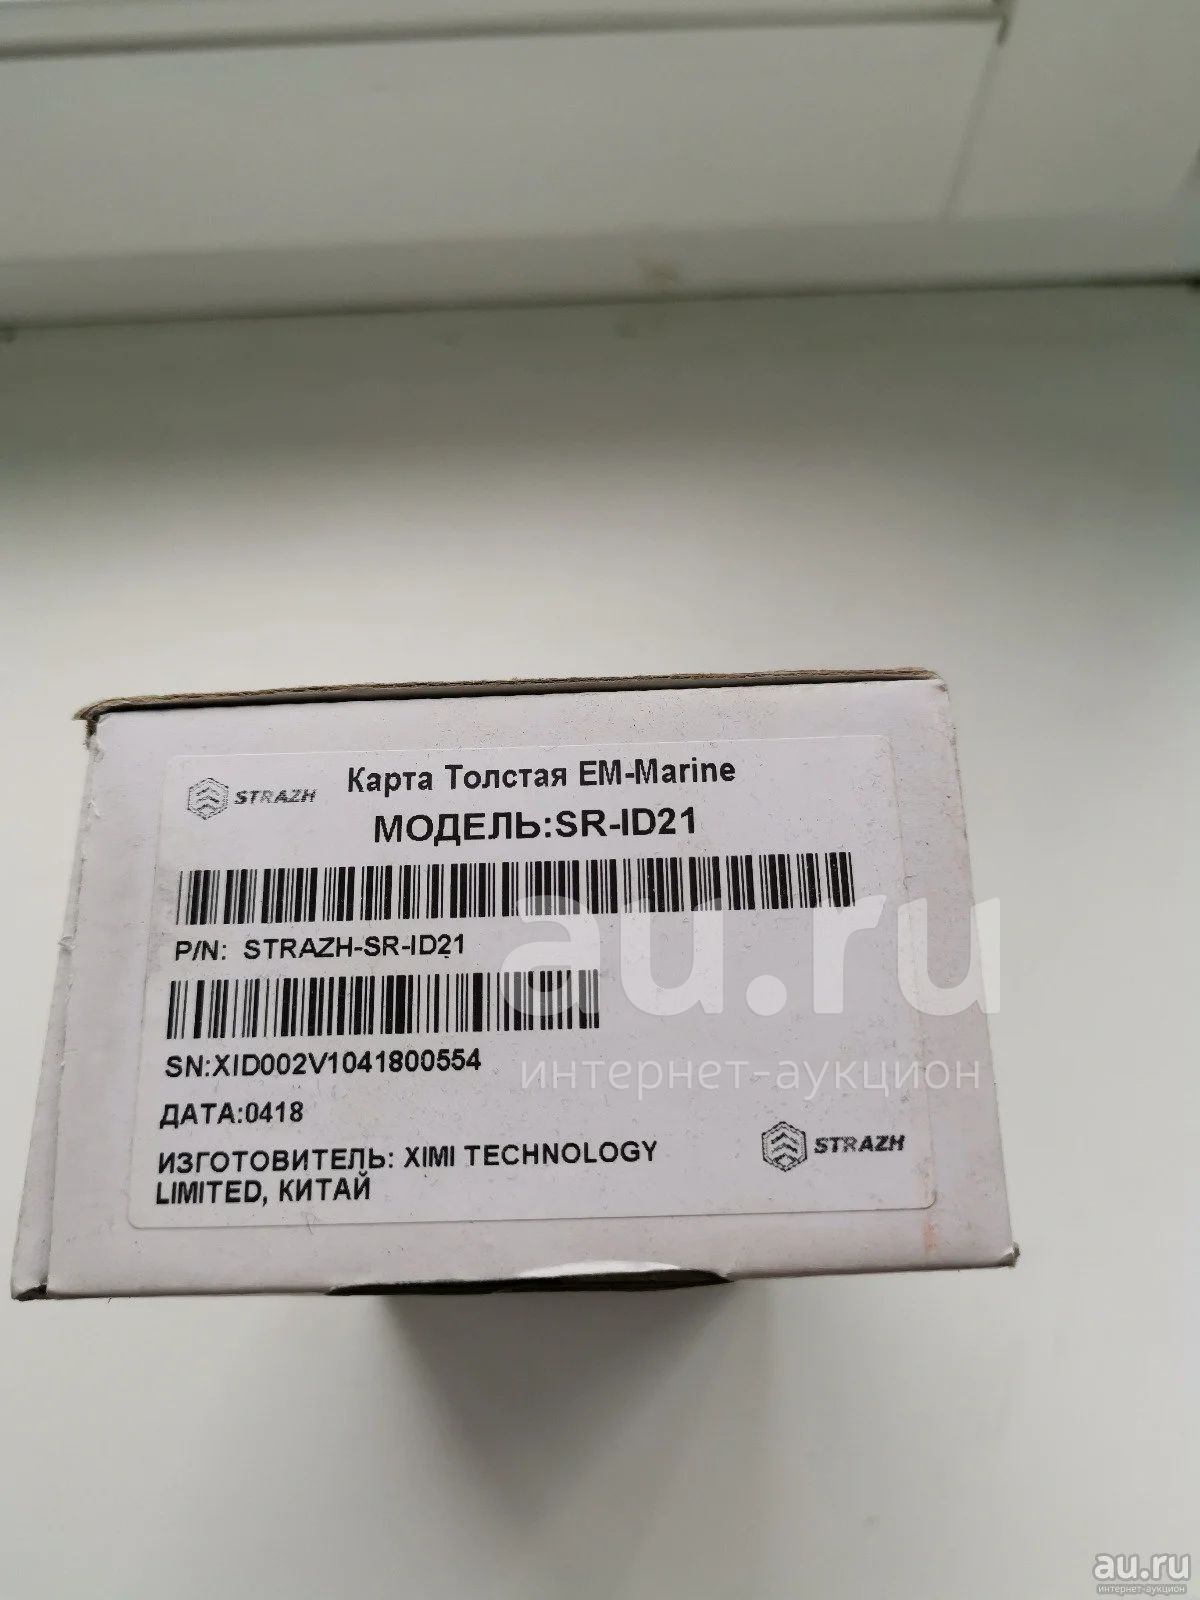 STRAZH
Карта Толстая EM-Marine
МОДЕЛЬ:SR-ID21
P/N: STRAZH-SR-ID21
SN:XID002V1041800554
ДАТА:0418
ИЗГОТОВИТЕЛЬ: XIMI TECHNOLOGY
LIMITED, КИТАЙ
STRAZH
au.ru
интернет-аукцион
au.ru
интернет-аукцион